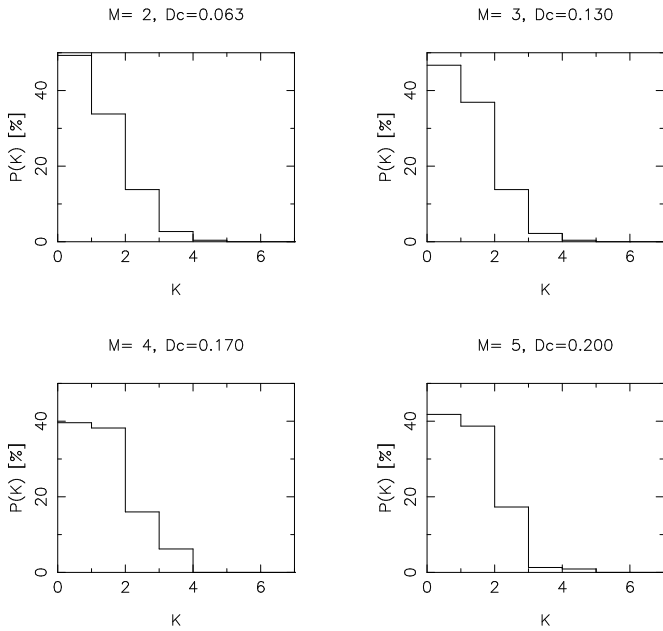 M= 2, Dc=0.063
P(K) [%]
40
20
0
0 2 4 6
K
M= 3, Dc=0.130
P(K) [%]
40
20
0
0 2 4 6
K
M= 4, Dc=0.170
P(K) [%]
40
20
0
0 2 4 6
K
M= 5, Dc=0.200
P(K) [%]
40
20
0
0 2 4 6
K